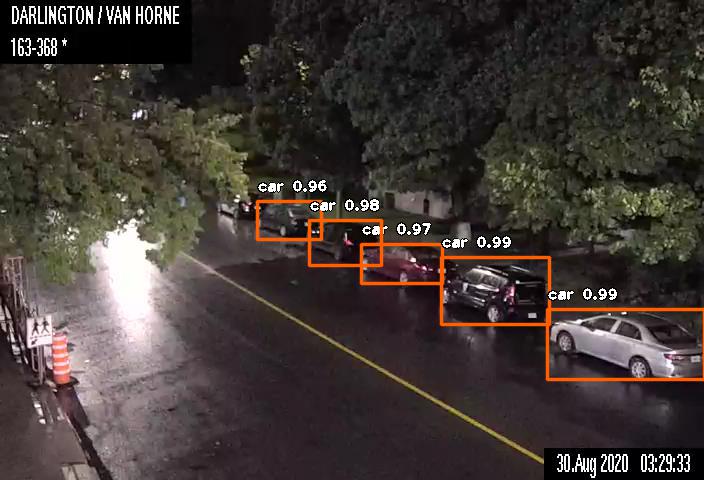 DARLINGTON / VAN HORNE
163-368 *
car 0.96
car 0.98
car 0.97
car 0.99
car 0.99
30.Aug 2020 03:29:33